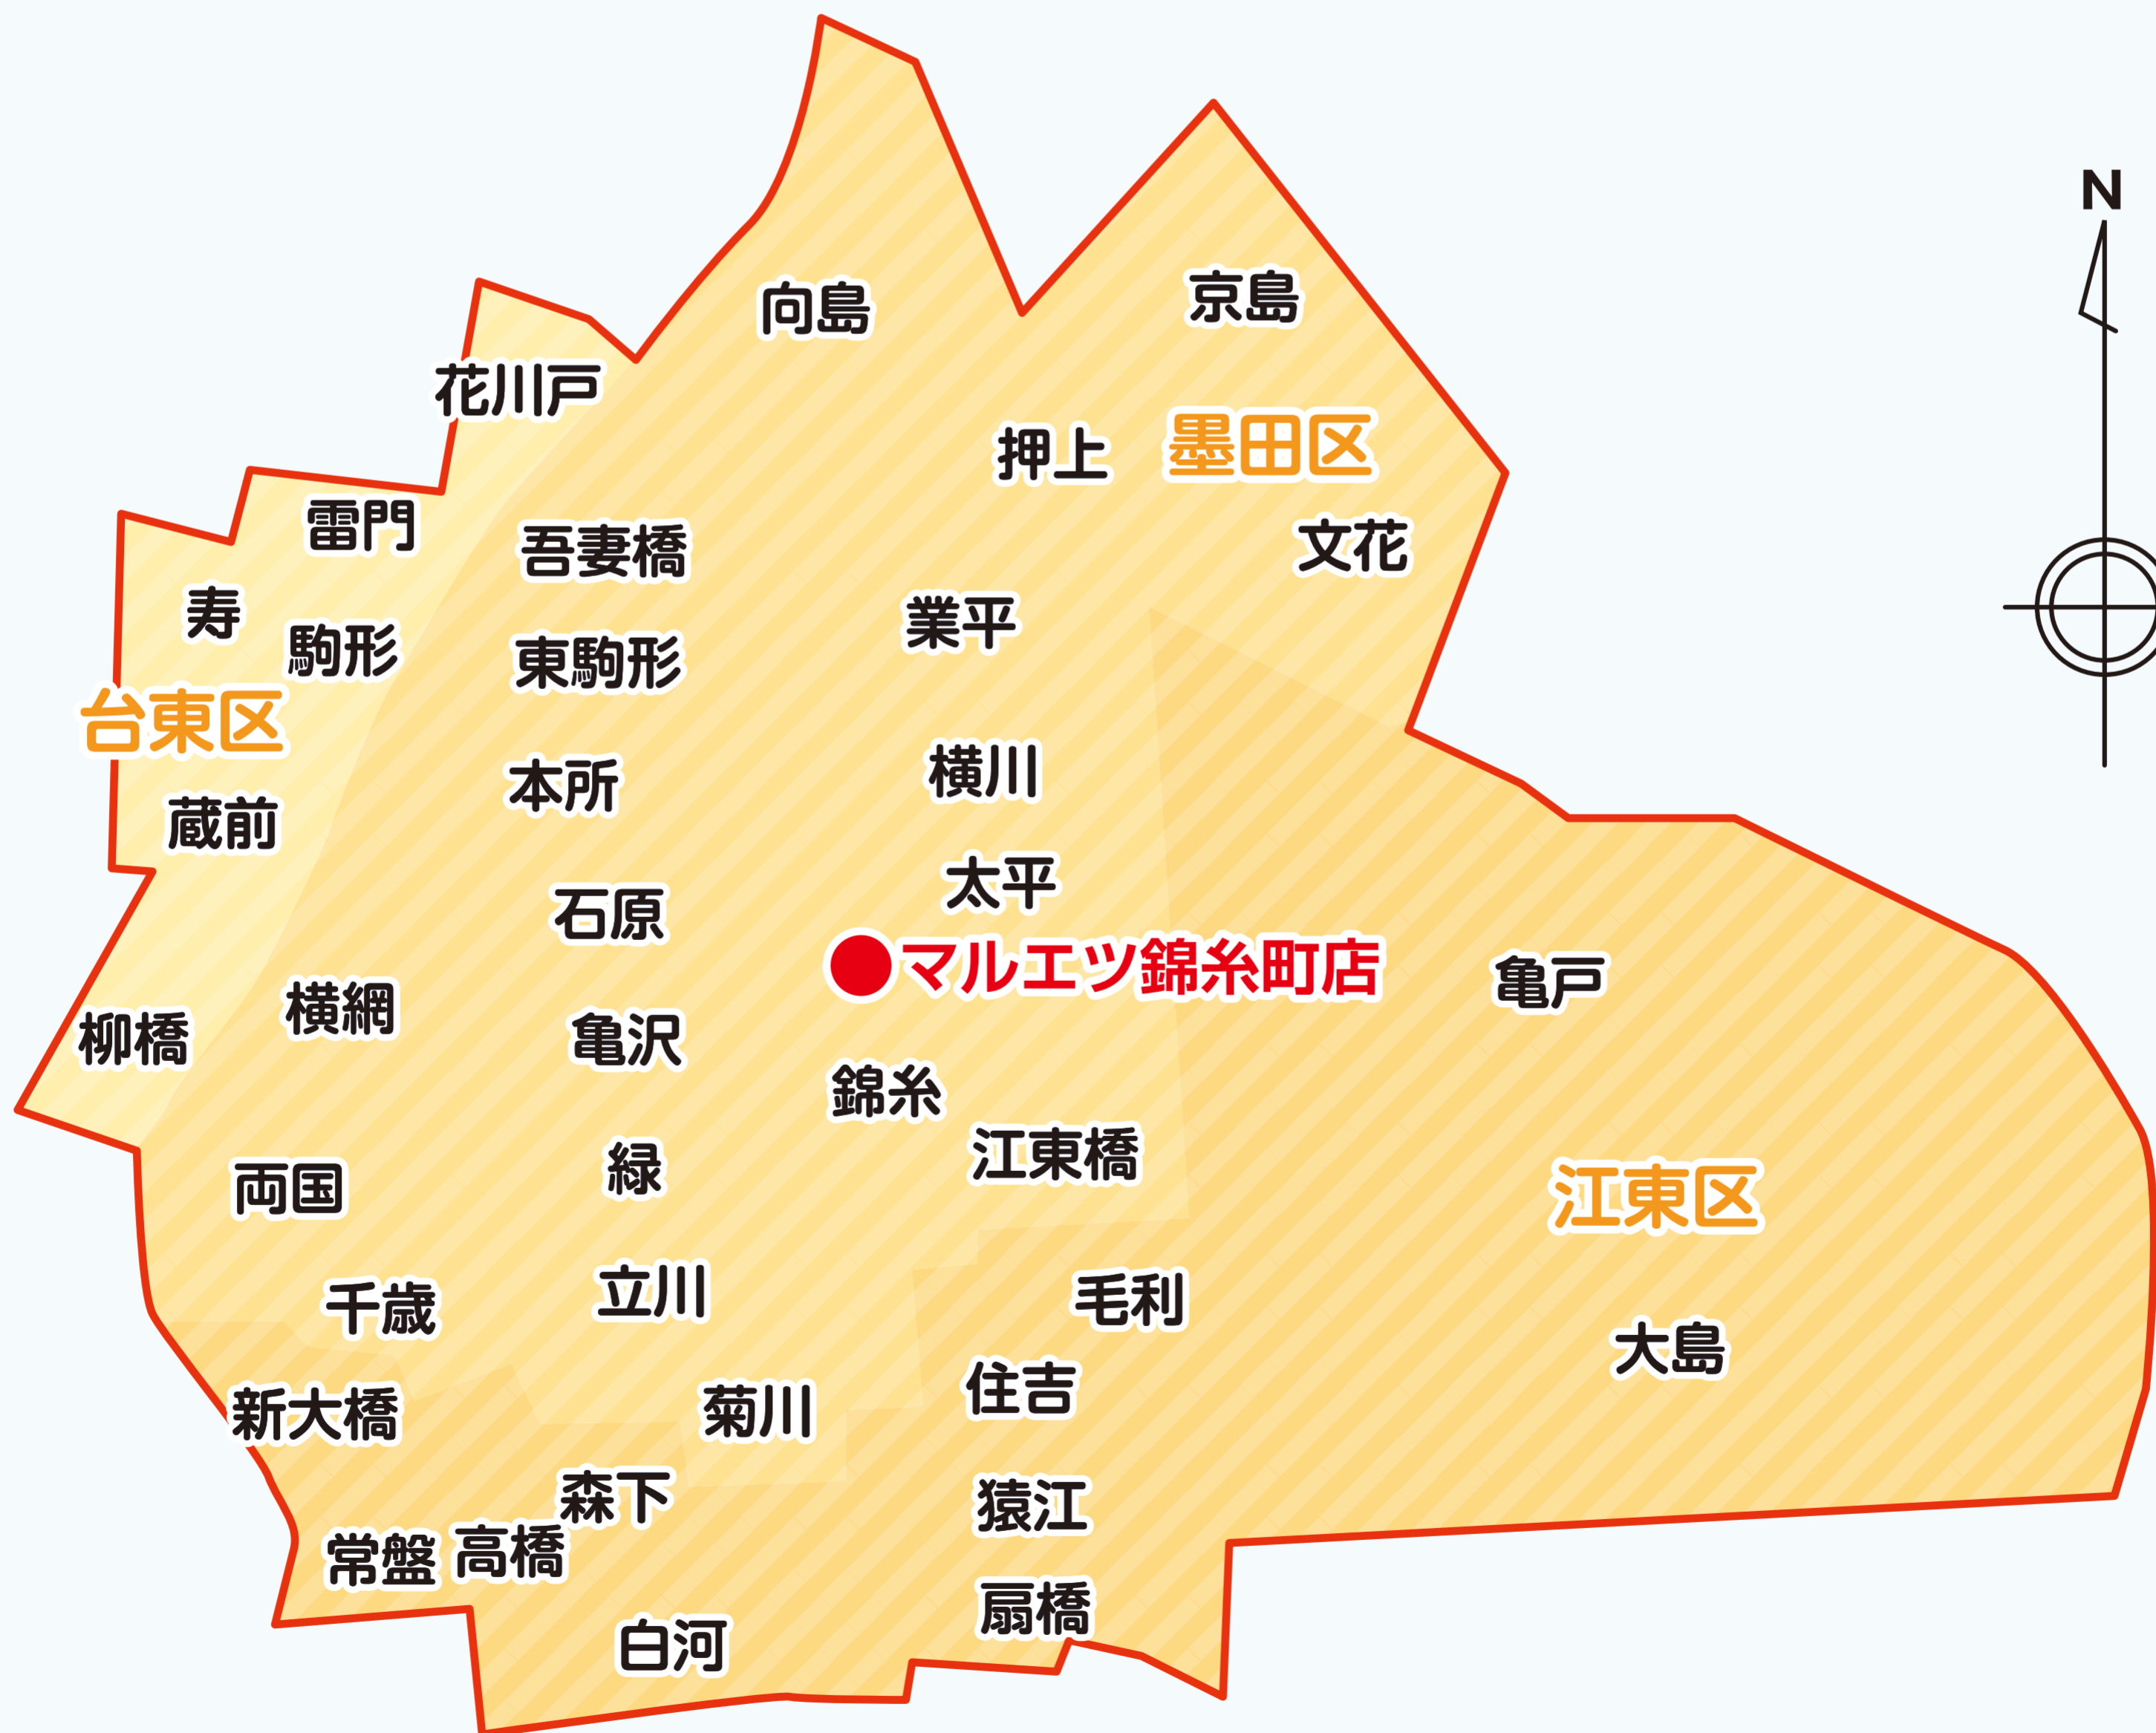 N
向島
京島
花川戸
押上
墨田区
雷門
吾妻橋
文花
寿
駒形
東駒形
業平
台東区
本所
横川
蔵前
太平
石原
マルエツ錦糸町店
亀戸
横網
柳橋
亀沢
錦糸
江東橋
両国
緑
江東区
千歳
立川
毛利
大島
新大橋
菊川
住吉
森下
猿江
常盤
高橋
扇橋
白河